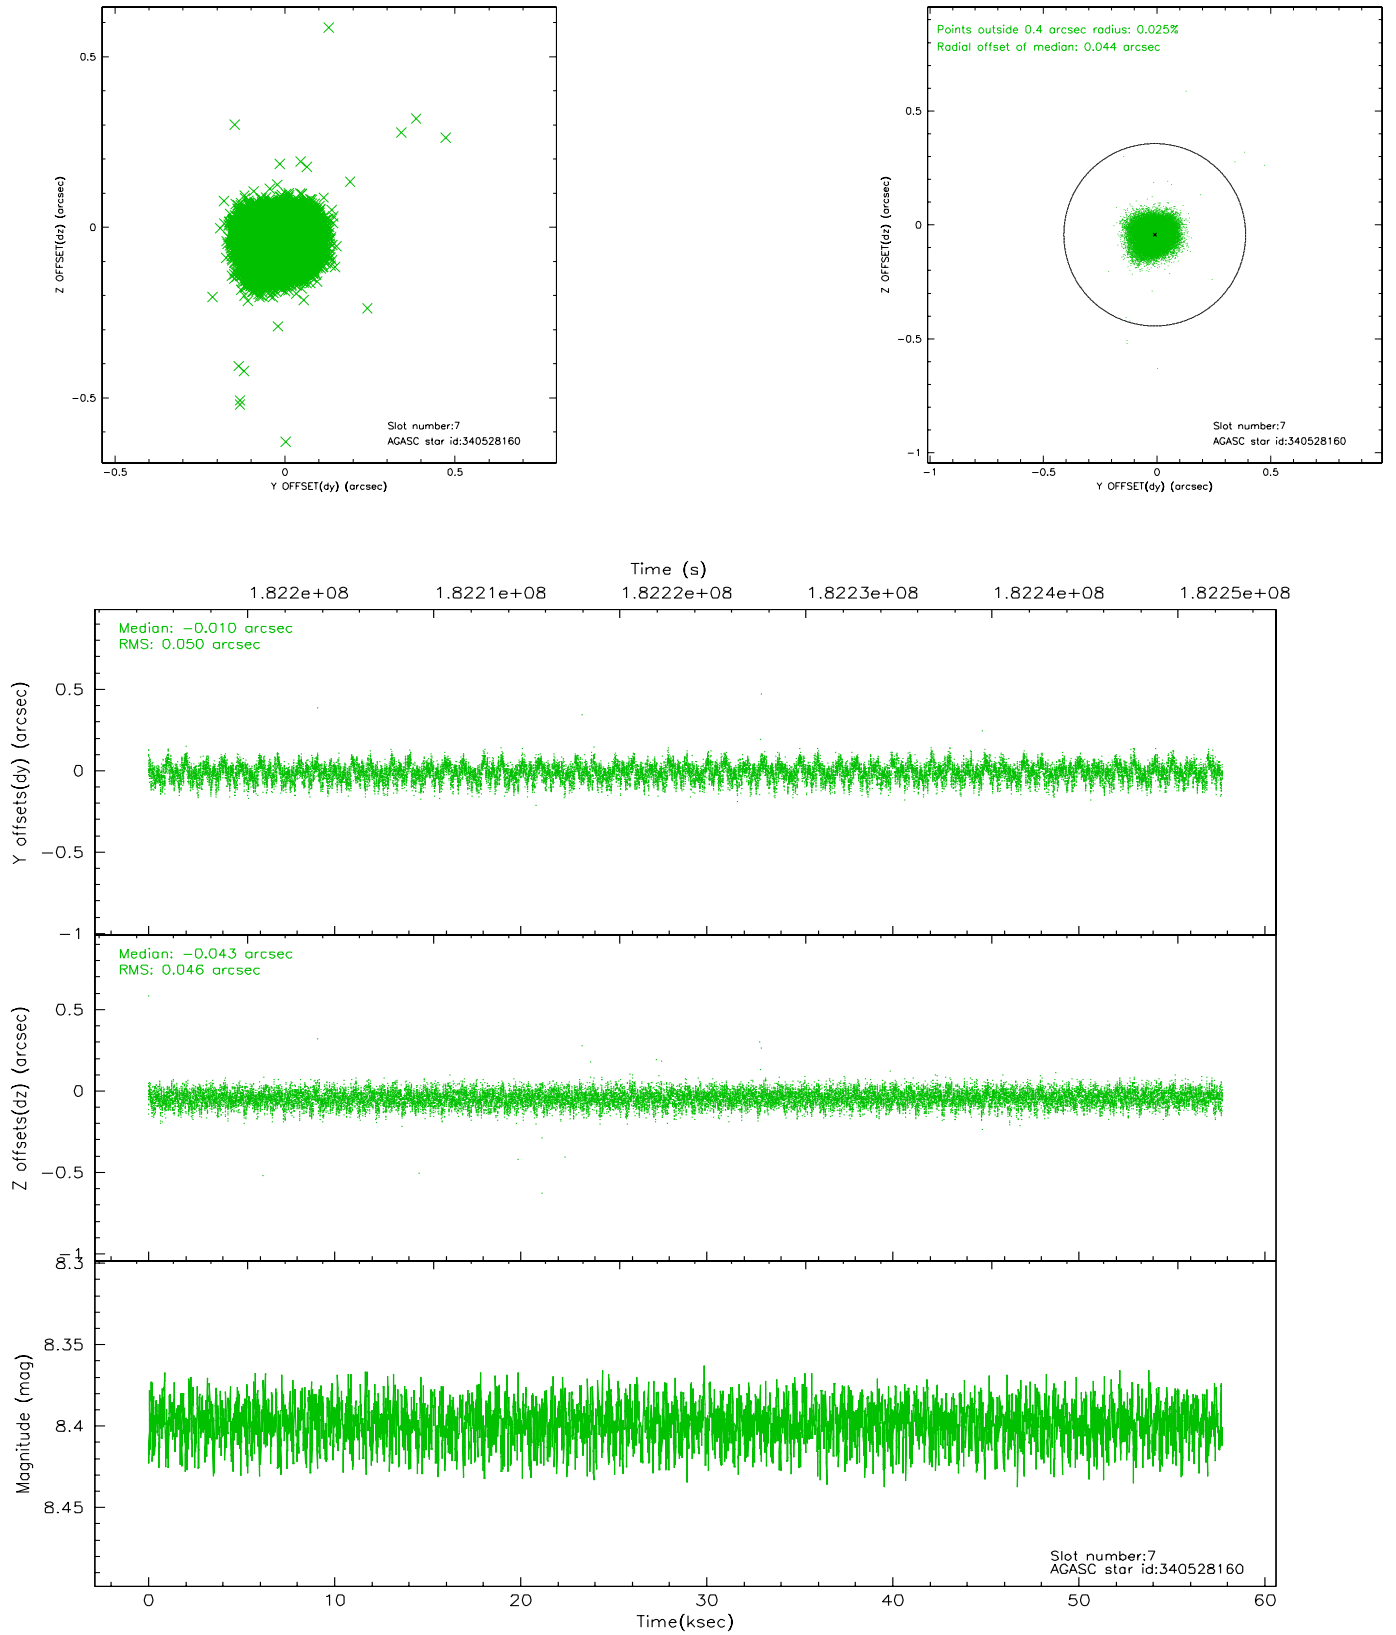 0.5
0
−0.5
Z OFFSET(dz) (arcsec)
−0.5
0
0.5
Y OFFSET(dy) (arcsec)
Slot number:7
AGASC star id:340528160
Points outside 0.4 arcsec radius: 0.025%
Radial offset of median: 0.044 arcsec
0.5
0
−0.5
−1
Z OFFSET(dz) (arcsec)
−1
−0.5
0
0.5
Y OFFSET(dy) (arcsec)
Slot number:7
AGASC star id:340528160
Time (s)
1.822e+08
1.8221e+08
1.8222e+08
1.8223e+08
1.8224e+08
1.8225e+08
Median: −0.010 arcsec
RMS: 0.050 arcsec
0.5
0
−0.5
−1
Y offsets(dy) (arcsec)
Median: −0.043 arcsec
RMS: 0.046 arcsec
0.5
0
−0.5
−1
Z offsets(dz) (arcsec)
8.3
8.35
8.4
8.45
Magnitude (mag)
Slot number:7
AGASC star id:340528160
0
10
20
30
40
50
60
Time(ksec)